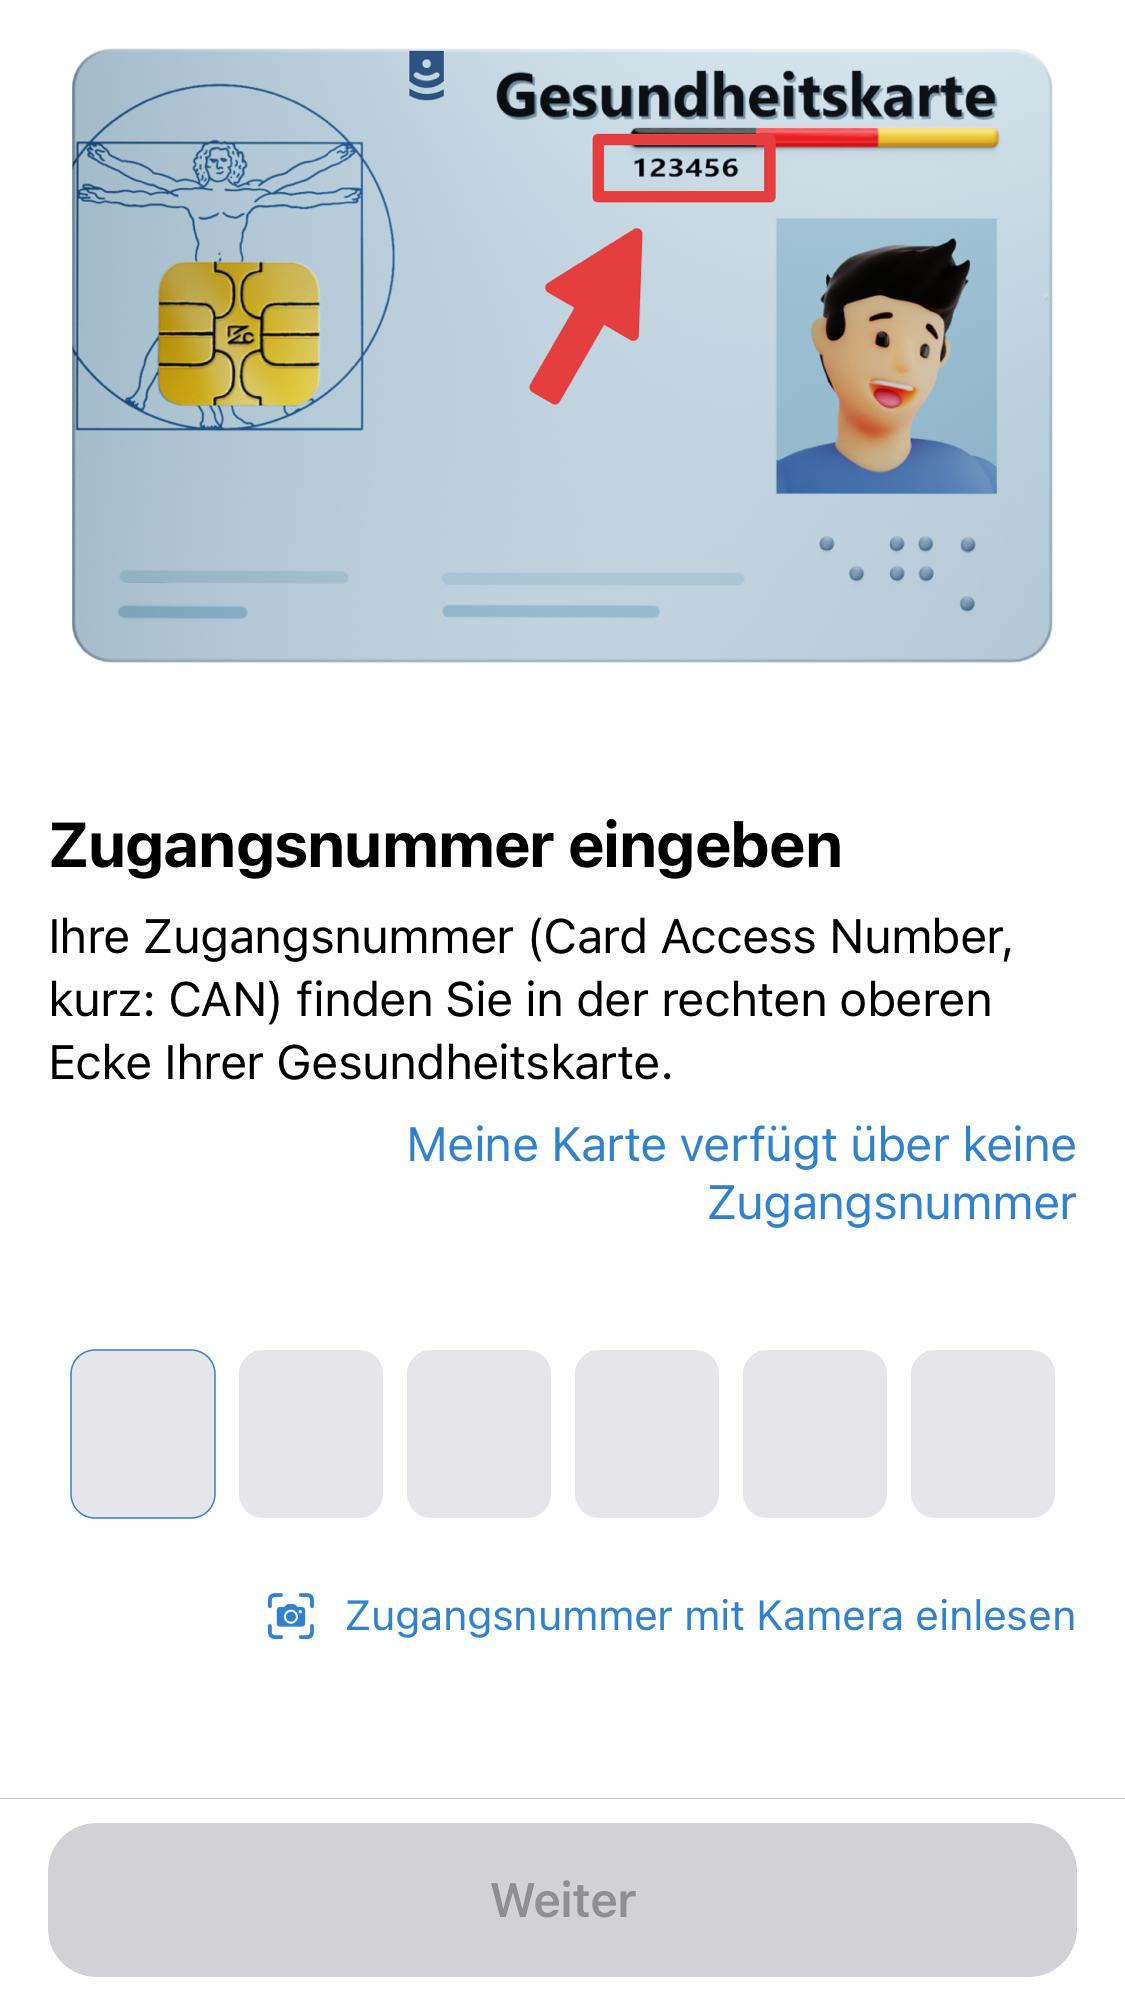 Gesundheitskarte
123456
Zugangsnummer eingeben
Ihre Zugangsnummer (Card Access Number,
kurz: CAN) finden Sie in der rechten oberen
Ecke Ihrer Gesundheitskarte.
Meine Karte verfügt über keine
Zugangsnummer
Zugangsnummer mit Kamera einlesen
Weiter